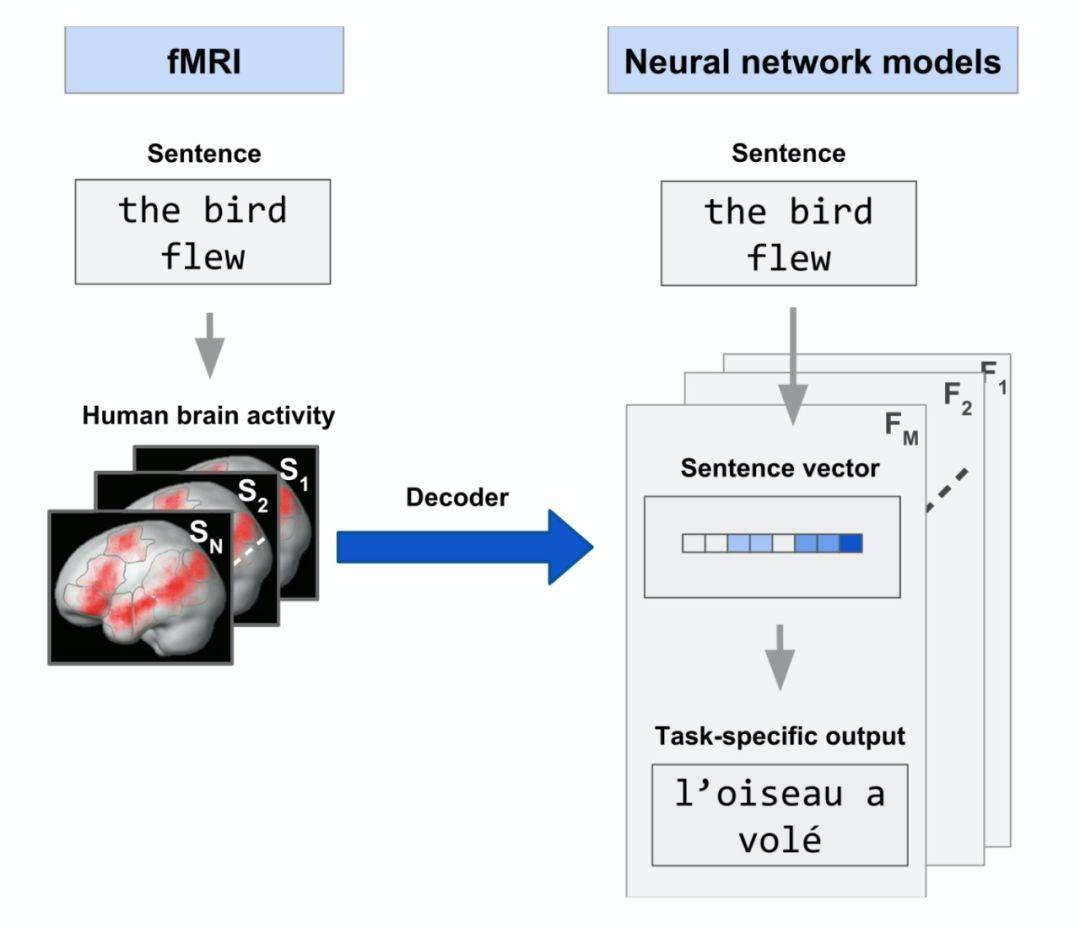 fMRI
Neural network models
Sentence
the bird
flew
Sentence
the bird
flew
Human brain activity
S1
S2
SN
Decoder
F1
F2
FM
Sentence vector
Task-specific output
l’oiseau a
volé